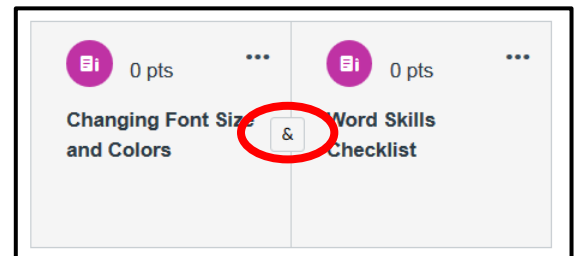 0 pts ...
Changing Font Size
and Colors
&
0 pts ...
Word Skills
Checklist